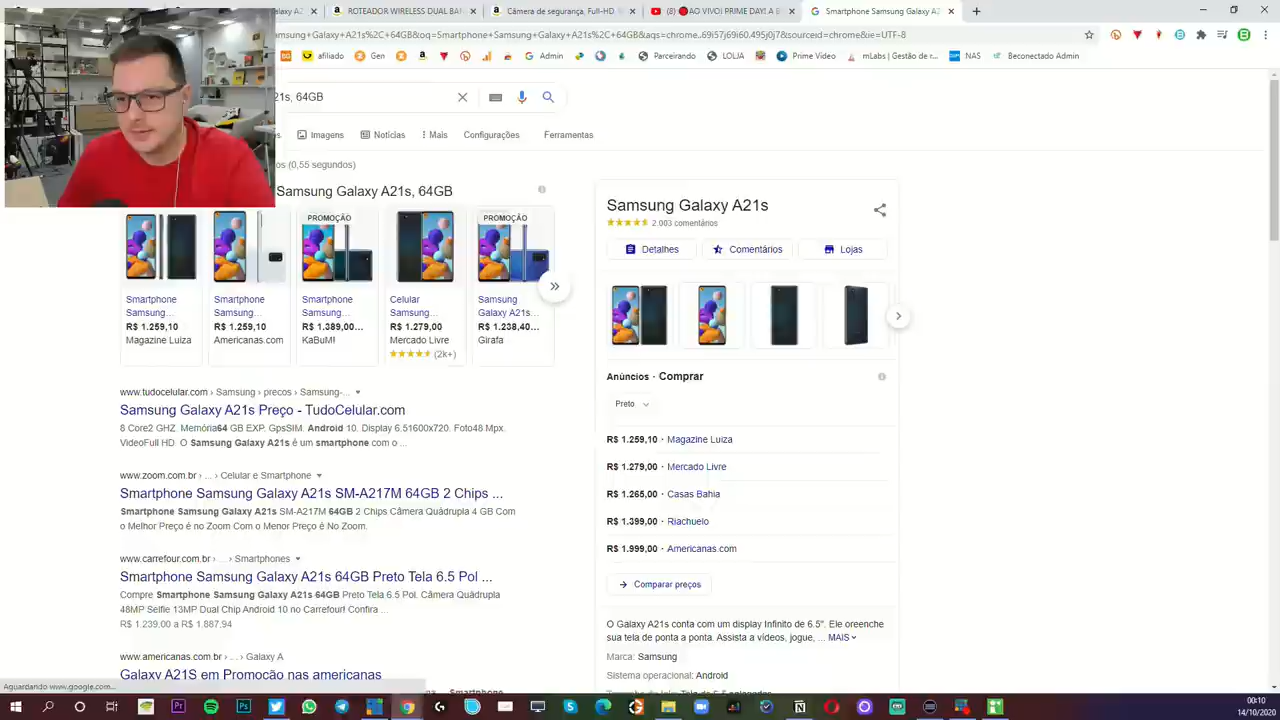 axy A2
ROTEADOR WIRELESS DUAL BAN
Câmera de segurança, Full-HD
(8) 🔴AO VIVO! PRIME DAY! A B
Smartphone Samsung Galaxy A21
sung+Galaxy+A21s%2C+64GB&oq=Smartphone+Samsung+Galaxy+A21s%2C+64GB&aqs=chrome..69i57j69i60.495j0j7&sourceid=chrome&ie=UTF-8
afiliado
Gen
Admin
Parceirando
LOLJA
Prime Video
mLabs | Gestão de r...
NAS
Beconectado Admin
21s, 64GB
Imagens
Notícias
Mais
Configurações
Ferramentas
os (0,55 segundos)
Samsung Galaxy A21s, 64GB
PROMOÇÃO
PROMOÇÃO
Smartphone Samsung...
R$ 1.259,10
Magazine Luiza
Smartphone Samsung...
R$ 1.259,10
Americanas.com
Smartphone Samsung...
R$ 1.389,00...
KaBuM!
Celular Samsung...
R$ 1.279,00
Mercado Livre
(2k+)
Samsung Galaxy A21s...
R$ 1.238,40...
Girafa
www.tudocelular.com › Samsung › precos › Samsung-...
Samsung Galaxy A21s Preço - TudoCelular.com
8 Core2 GHZ. Memória64 GB EXP. GpsSIM. Android 10. Display 6.51600x720. Foto48 Mpx.
VideoFull HD. O Samsung Galaxy A21s é um smartphone com o ...
www.zoom.com.br › ... › Celular e Smartphone
Smartphone Samsung Galaxy A21s SM-A217M 64GB 2 Chips ...
Smartphone Samsung Galaxy A21s SM-A217M 64GB 2 Chips Câmera Quádrupla 4 GB Com
o Melhor Preço é no Zoom Com o Menor Preço é No Zoom.
www.carrefour.com.br › ... › Smartphones
Smartphone Samsung Galaxy A21s 64GB Preto Tela 6.5 Pol ...
Compre Smartphone Samsung Galaxy A21s 64GB Preto Tela 6.5 Pol. Câmera Quádrupla
48MP Selfie 13MP Dual Chip Android 10 no Carrefour! Confira ...
R$ 1.239,00 a R$ 1.887,94
www.americanas.com.br › ... › Galaxy A
Galaxy A21S em Promoção nas americanas
Smartphone
Aguardando www.google.com...
Samsung Galaxy A21s
2.003 comentários
Detalhes
Comentários
Lojas
Anúncios · Comprar
Preto
R$ 1.259,10 · Magazine Luiza
R$ 1.279,00 · Mercado Livre
R$ 1.265,00 · Casas Bahia
R$ 1.399,00 · Riachuelo
R$ 1.999,00 · Americanas.com
Comparar preços
O Galaxy A21s conta com um display Infinito de 6.5". Ele preenche
sua tela de ponta a ponta. Assista a vídeos, jogue, ... MAIS
Marca: Samsung
Sistema operacional: Android
00:10
14/10/2020